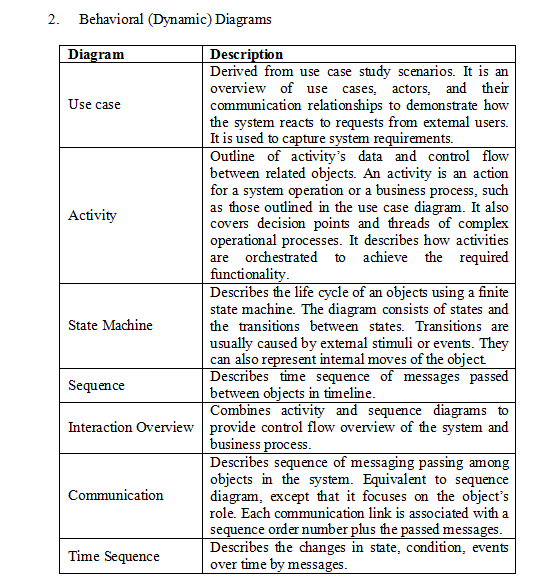 2. Behavioral (Dynamic) Diagrams
Diagram Description
Use case
Derived from use case study scenarios. It is an
overview of use cases, actors, and their
communication relationships to demonstrate how
the system reacts to requests from external users.
It is used to capture system requirements.
Activity
Outline of activity's data and control flow
between related objects. An activity is an action
for a system operation or a business process, such
as those outlined in the use case diagram. It also
covers decision points and threads of complex
operational processes. It describes how activities
are orchestrated to achieve the required
functionality.
State Machine
Describes the life cycle of an objects using a finite
state machine. The diagram consists of states and
the transitions between states. Transitions are
usually caused by external stimuli or events. They
can also represent internal moves of the object.
Sequence
Describes time sequence of messages passed
between objects in timeline.
Interaction Overview
Combines activity and sequence diagrams to
provide control flow overview of the system and
business process.
Communication
Describes sequence of messaging passing among
objects in the system. Equivalent to sequence
diagram, except that it focuses on the object's
role. Each communication link is associated with a
sequence order number plus the passed messages.
Time Sequence
Describes the changes in state, condition, events
over time by messages.